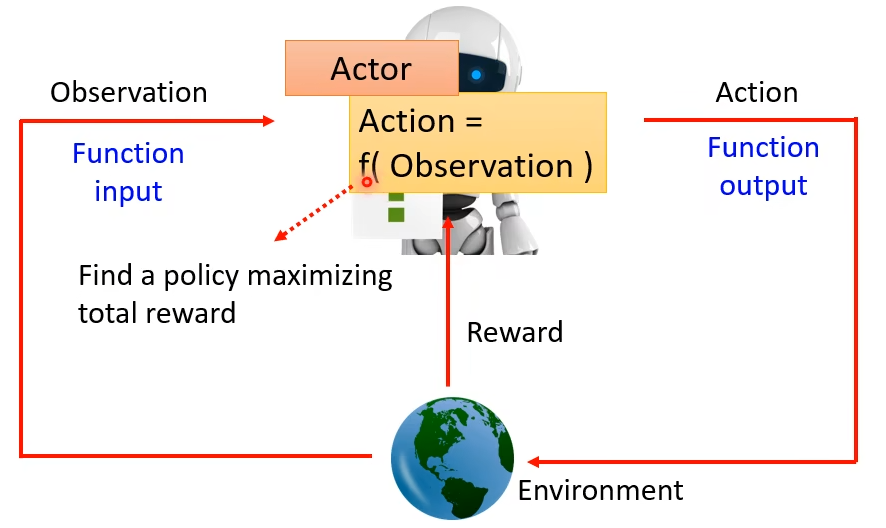 Actor
Observation
Action
Action =
f( Observation )
Function
input
Function
output
Find a policy maximizing
total reward
Reward
Environment